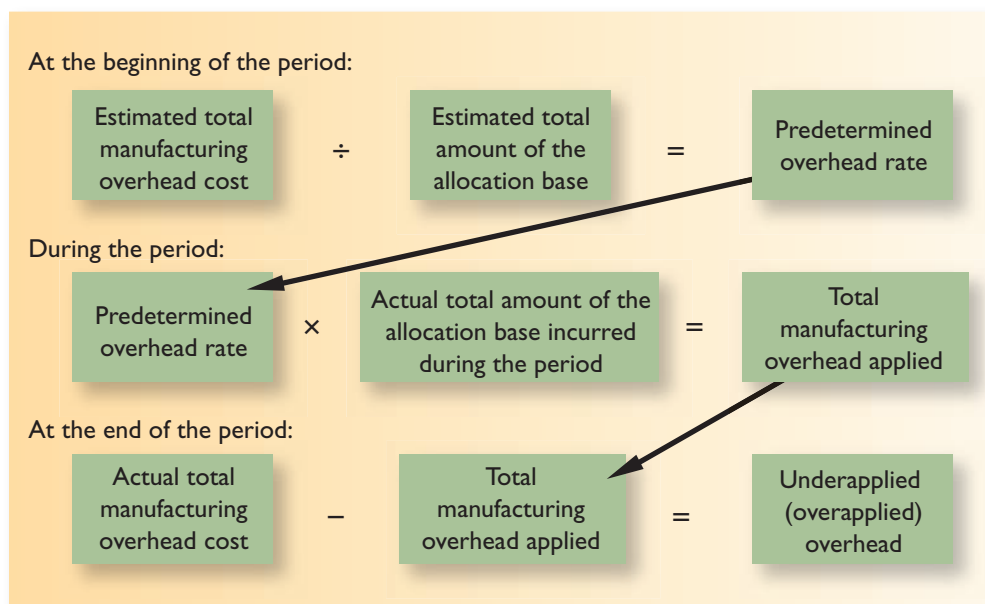 At the beginning of the period:
Estimated total
manufacturing
overhead cost
÷
Estimated total
amount of the
allocation base
=
Predetermined
overhead rate
During the period:
Predetermined
overhead rate
×
Actual total amount of the
allocation base incurred
during the period
=
Total
manufacturing
overhead applied
At the end of the period:
Actual total
manufacturing
overhead cost
–
Total
manufacturing
overhead applied
=
Underapplied
(overapplied)
overhead